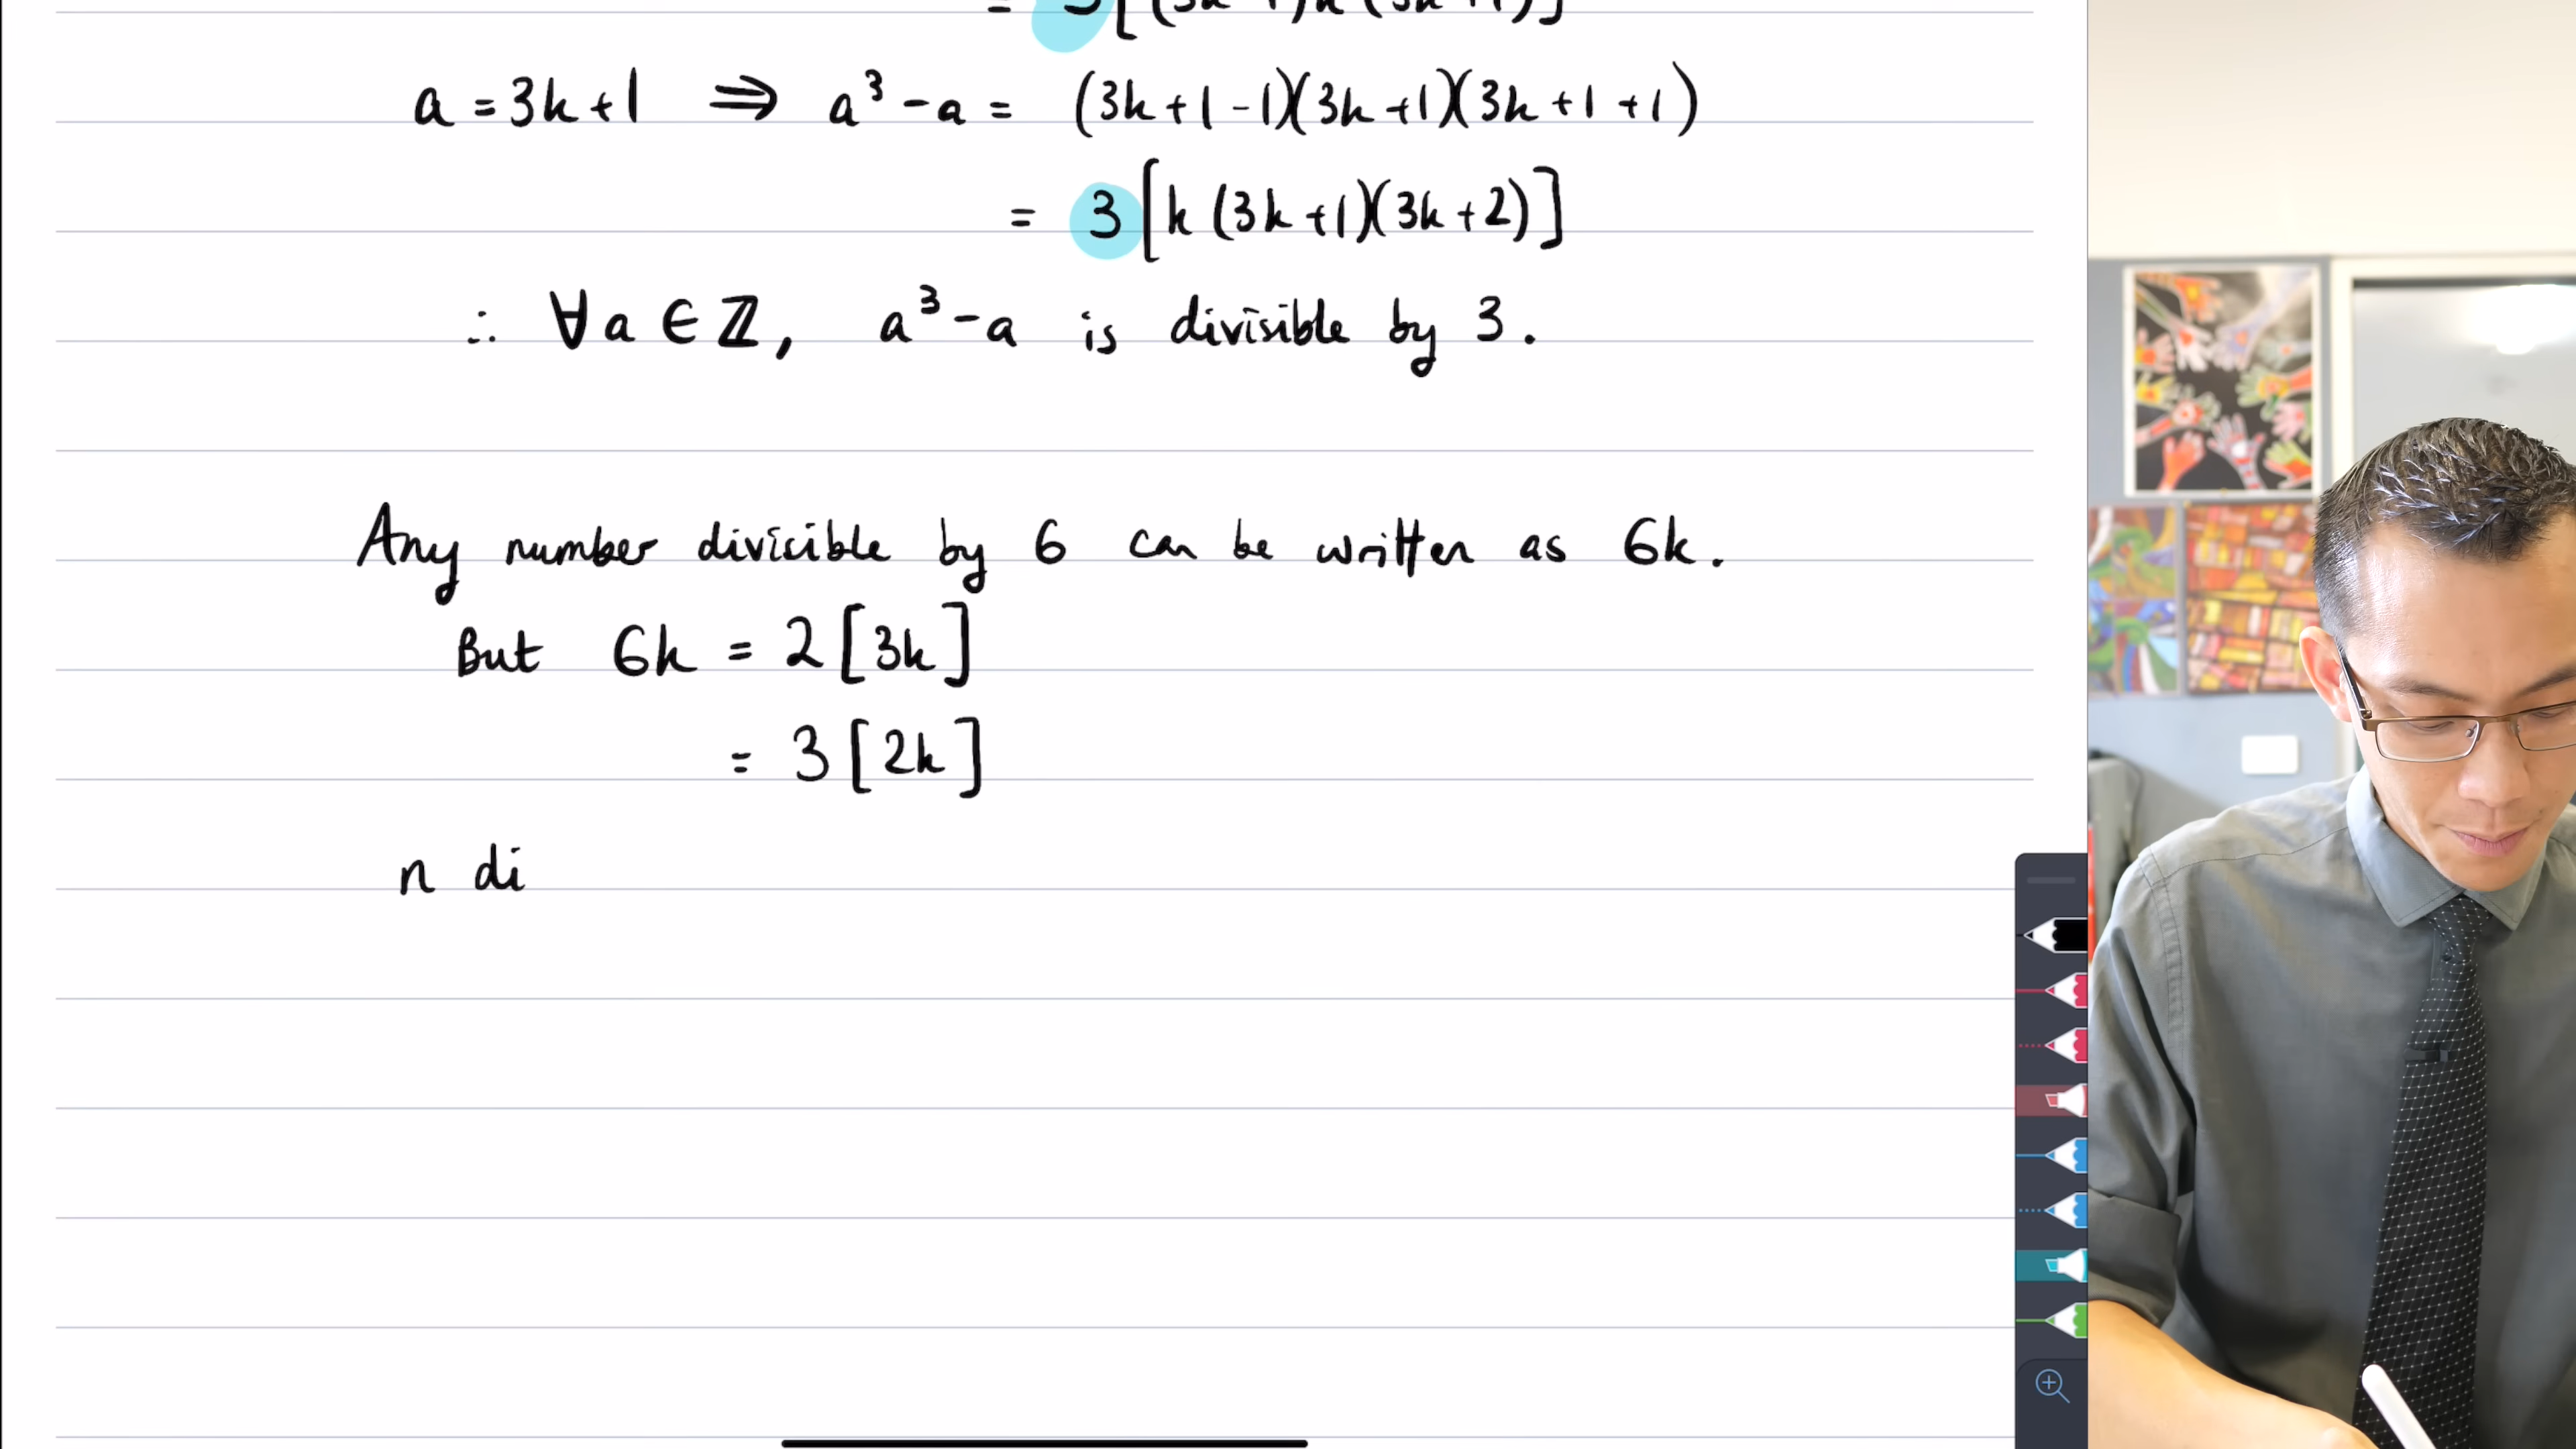 a = 3k+1 ⇒ a³ - a = (3k+1-1)(3k+1)(3k+1+1)
= 3[k(3k+1)(3k+2)]
∴ ∀a ∈ ℤ, a³-a is divisible by 3.
Any number divisible by 6 can be written as 6k.
But 6k = 2[3k]
= 3[2k]
n di